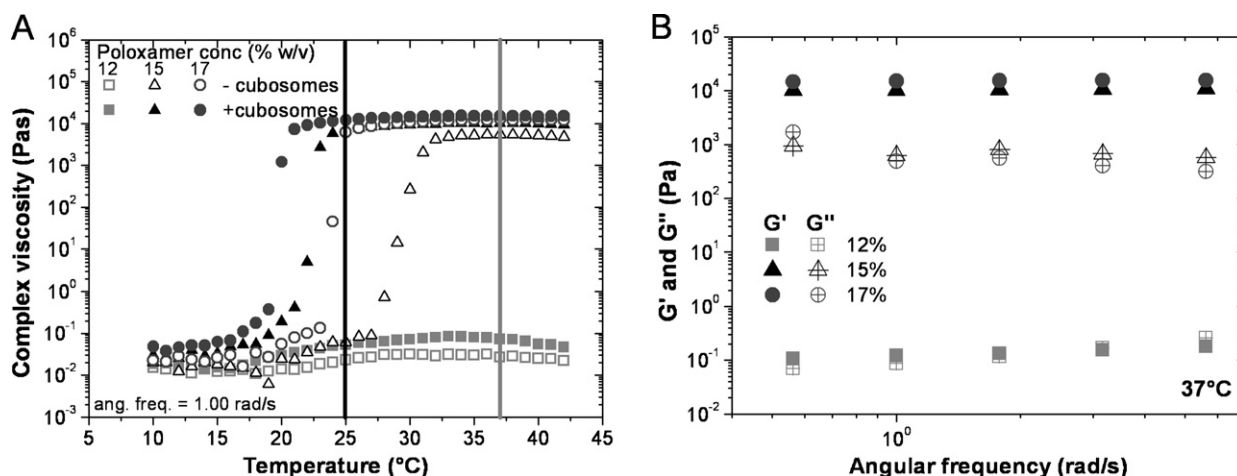 A
Complex viscosity (Pas)
10^6
10^5
10^4
10^3
10^2
10^1
10^0
10^-1
10^-2
10^-3
Poloxamer conc (% w/v)
12 15 17
- cubosomes
+cubosomes
ang. freq. = 1.00 rad/s
5 10 15 20 25 30 35 40 45
Temperature (°C)
B
G' and G" (Pa)
10^5
10^4
10^3
10^2
10^1
10^0
10^-1
10^-2
G' G"
12%
15%
17%
37°C
10^0
Angular frequency (rad/s)